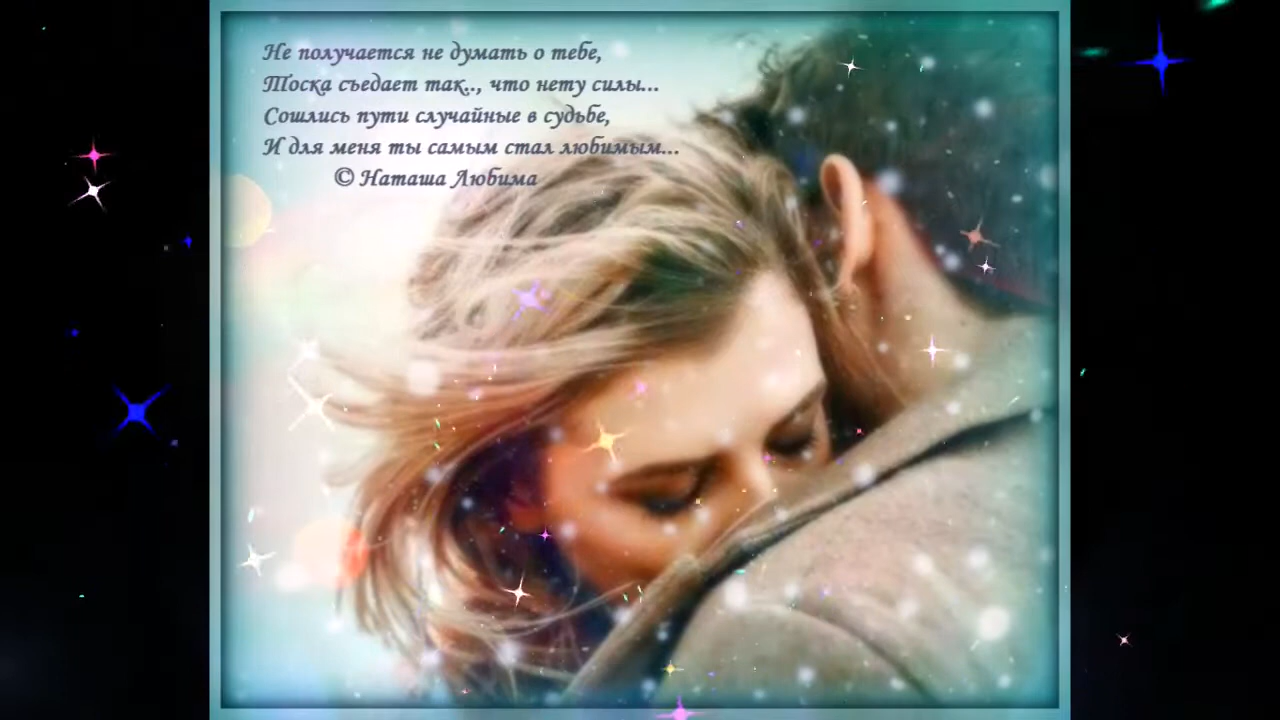 Не получается не думать о тебе,
Тоска съедает так.., что нету силы...
Сошлись пути случайные в судьбе,
И для меня ты самым стал любимым...
© Наташа Любима